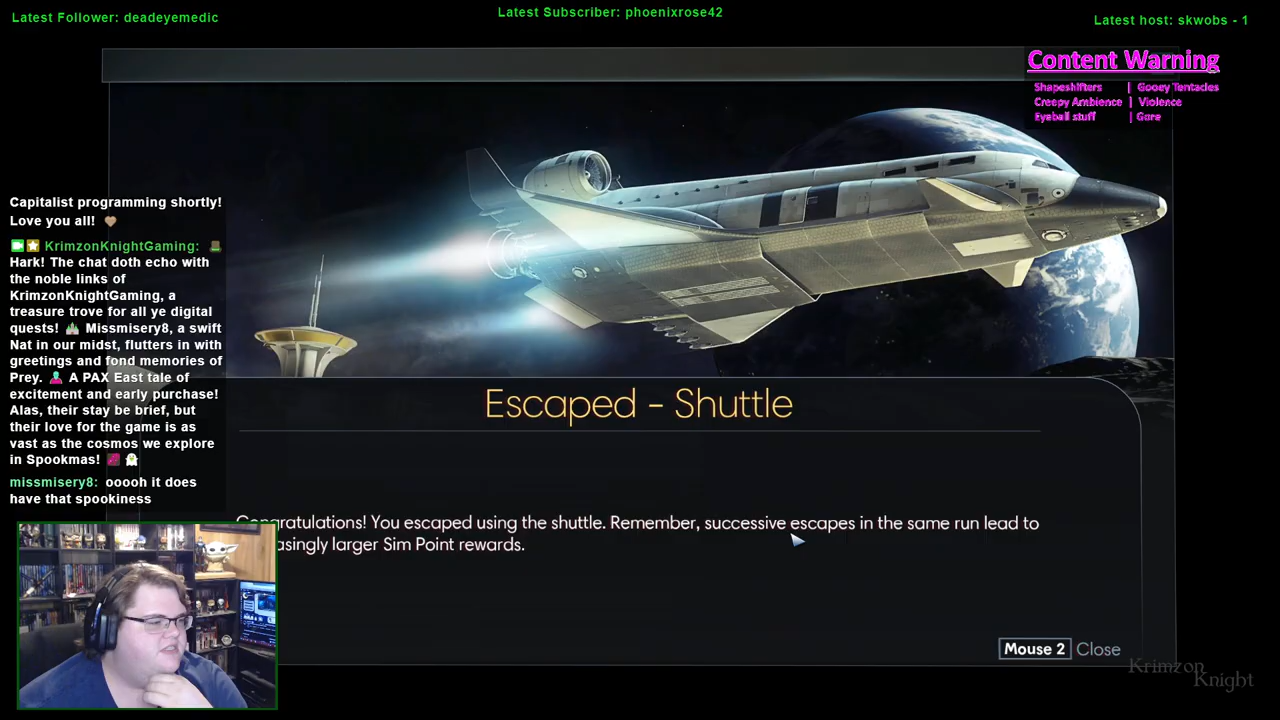 Latest Follower: deadeyemedic
Latest Subscriber: phoenixrose42
Latest host: skwobs - 1
Content Warning
Shapeshifters | Gooey Tentacles
Creepy Ambience | Violence
Eyeball stuff | Gore
Capitalist programming shortly!
Love you all!
KrimzonKnightGaming:
Hark! The chat doth echo with
the noble links of
KrimzonKnightGaming, a
treasure trove for all ye digital
quests! Missmisery8, a swift
Nat in our midst, flutters in with
greetings and fond memories of
Prey. A PAX East tale of
excitement and early purchase!
Alas, their stay be brief, but
their love for the game is as
vast as the cosmos we explore
in Spookmas!
missmisery8: ooooh it does
have that spookiness
Escaped - Shuttle
Congratulations! You escaped using the shuttle. Remember, successive escapes in the same run lead to
asingly larger Sim Point rewards.
Mouse 2 Close
Krimzon
Knight